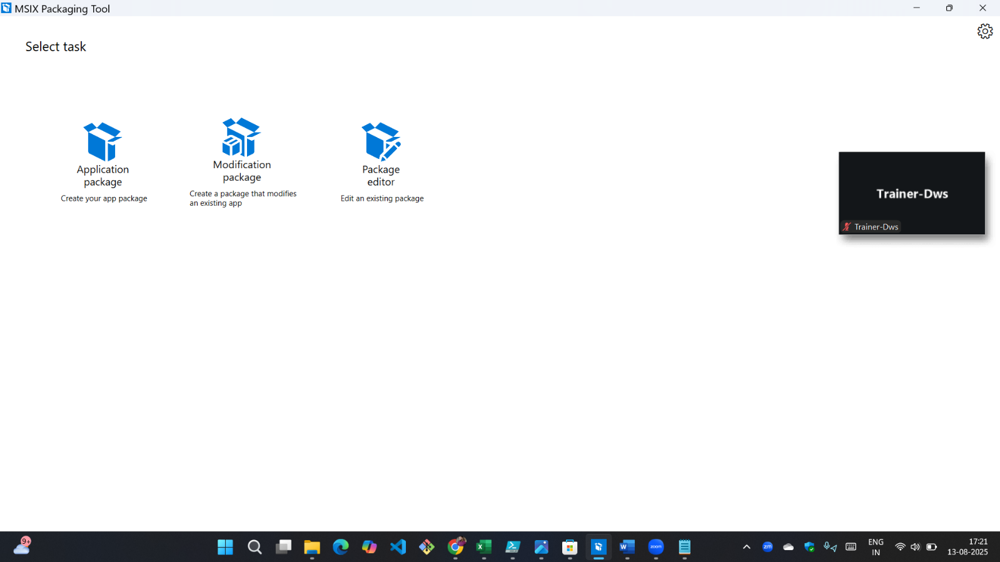 MSIX Packaging Tool
Select task
Application
package
Create your app package
Modification
package
Create a package that modifies
an existing app
Package
editor
Edit an existing package
Trainer-Dws
Trainer-Dws
9+
zm
zoom
ENG
IN
17:21
13-08-2025